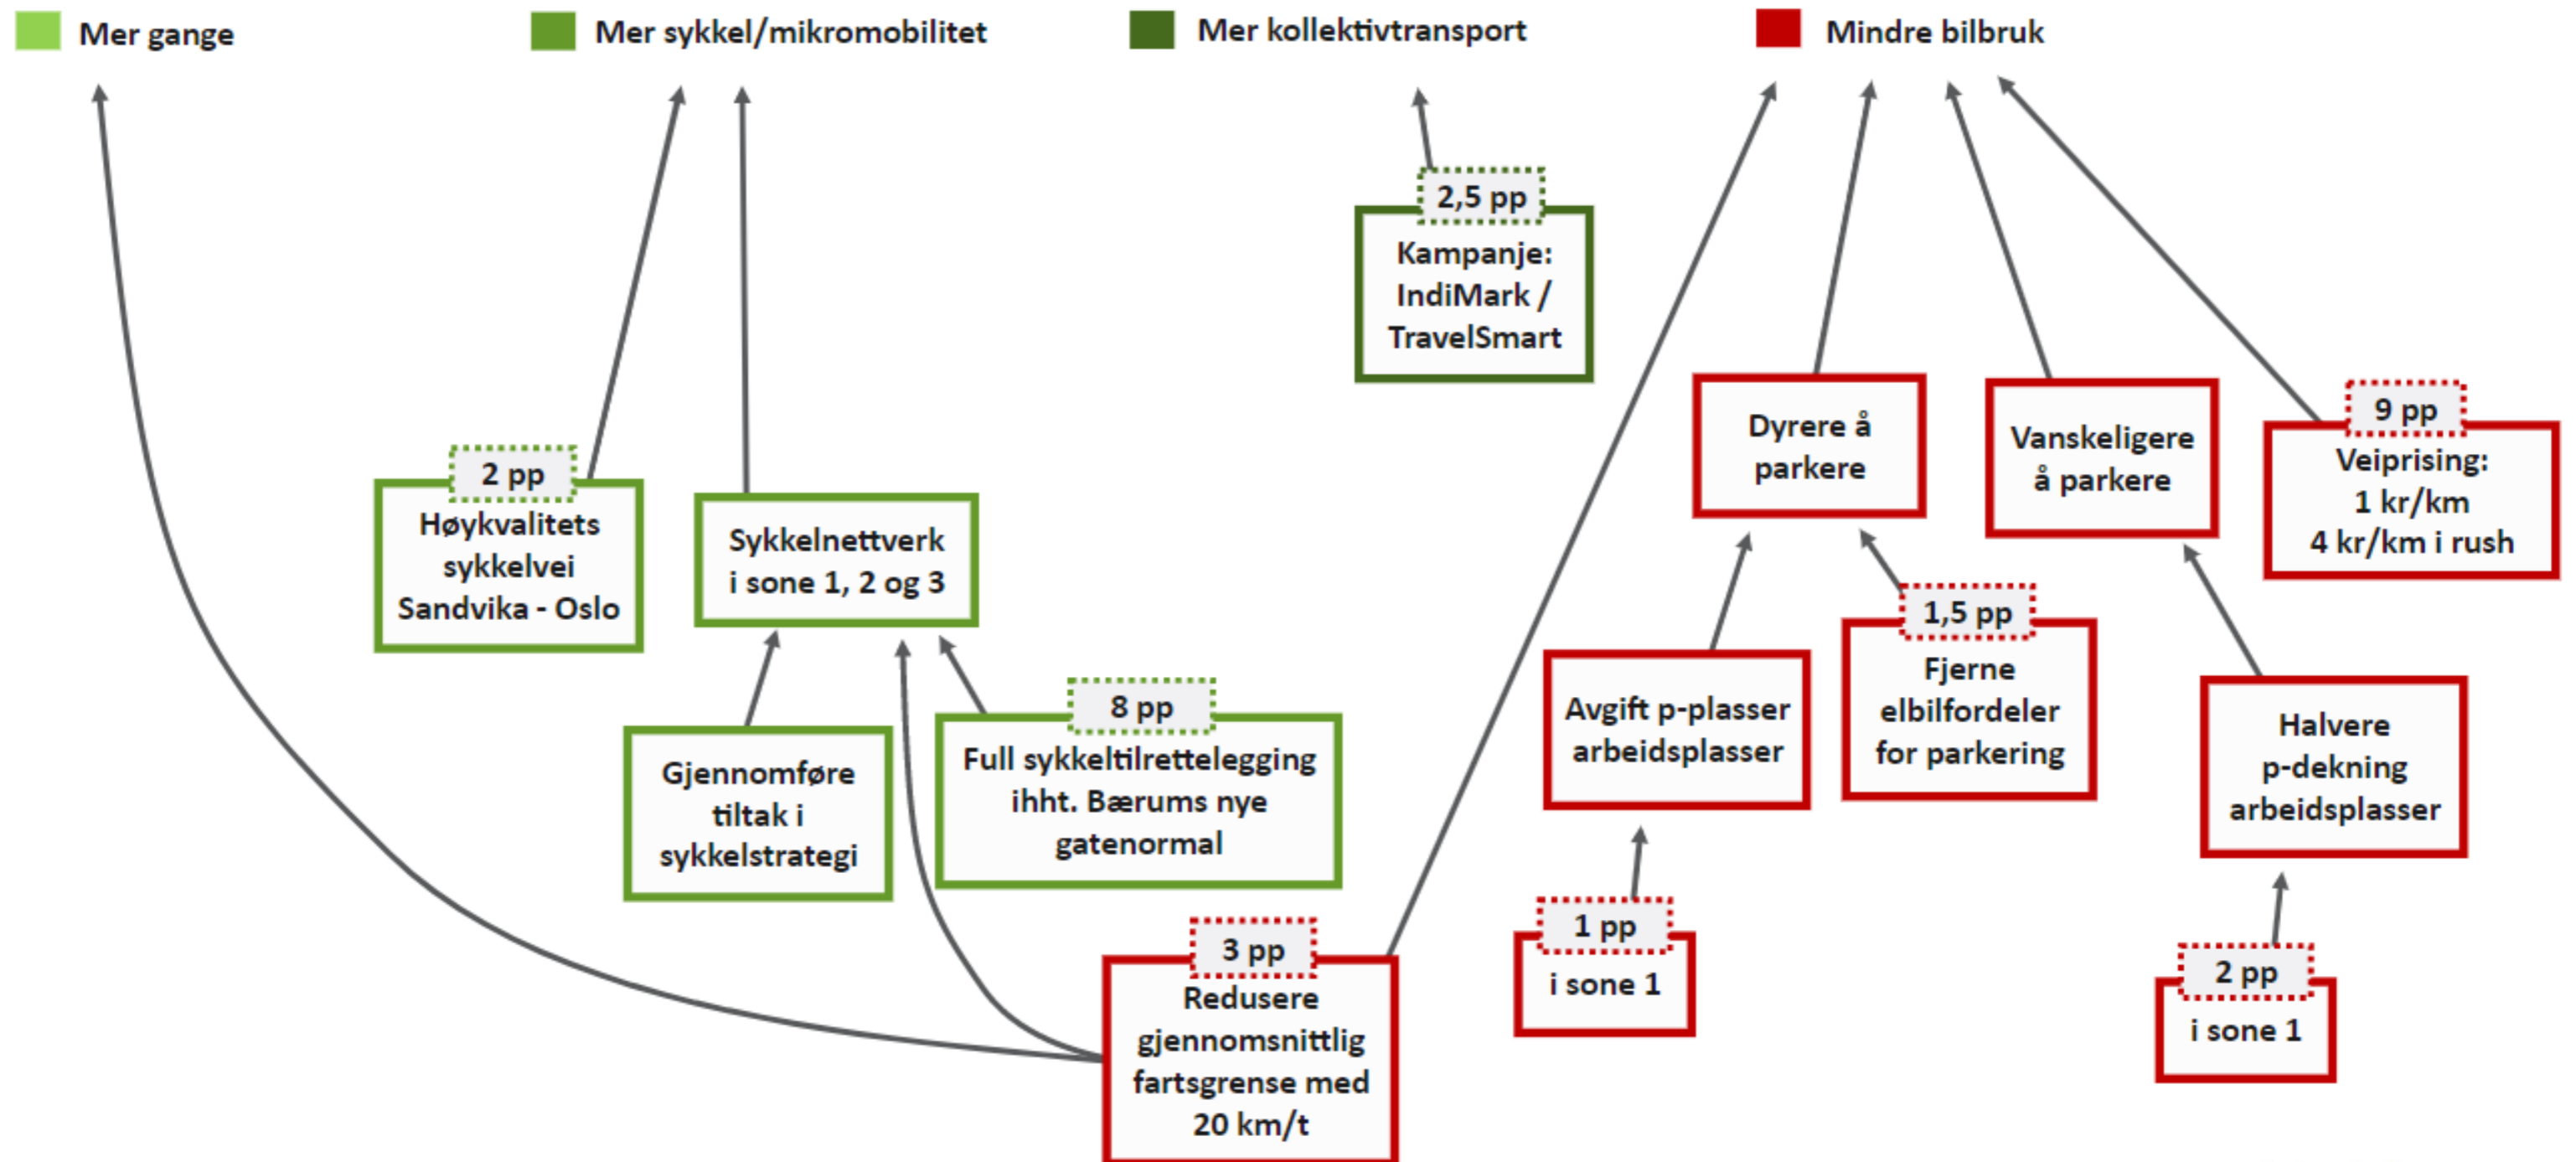 Mer gange
Mer sykkel/mikromobilitet
Mer kollektivtransport
Mindre bilbruk
2,5 pp
Kampanje:
IndiMark /
TravelSmart
2 pp
Høykvalitets
sykkelvei
Sandvika - Oslo
Sykkelnettverk
i sone 1, 2 og 3
Dyrere å
parkere
Vanskeligere
å parkere
9 pp
Veiprising:
1 kr/km
4 kr/km i rush
Gjennomføre
tiltak i
sykkelstrategi
8 pp
Full sykkeltilrettelegging
ihht. Bærums nye
gatenormal
Avgift p-plasser
arbeidsplasser
1,5 pp
Fjerne
elbilfordeler
for parkering
Halvere
p-dekning
arbeidsplasser
3 pp
Redusere
gjennomsnittlig
fartsgrense med
20 km/t
1 pp
i sone 1
2 pp
i sone 1